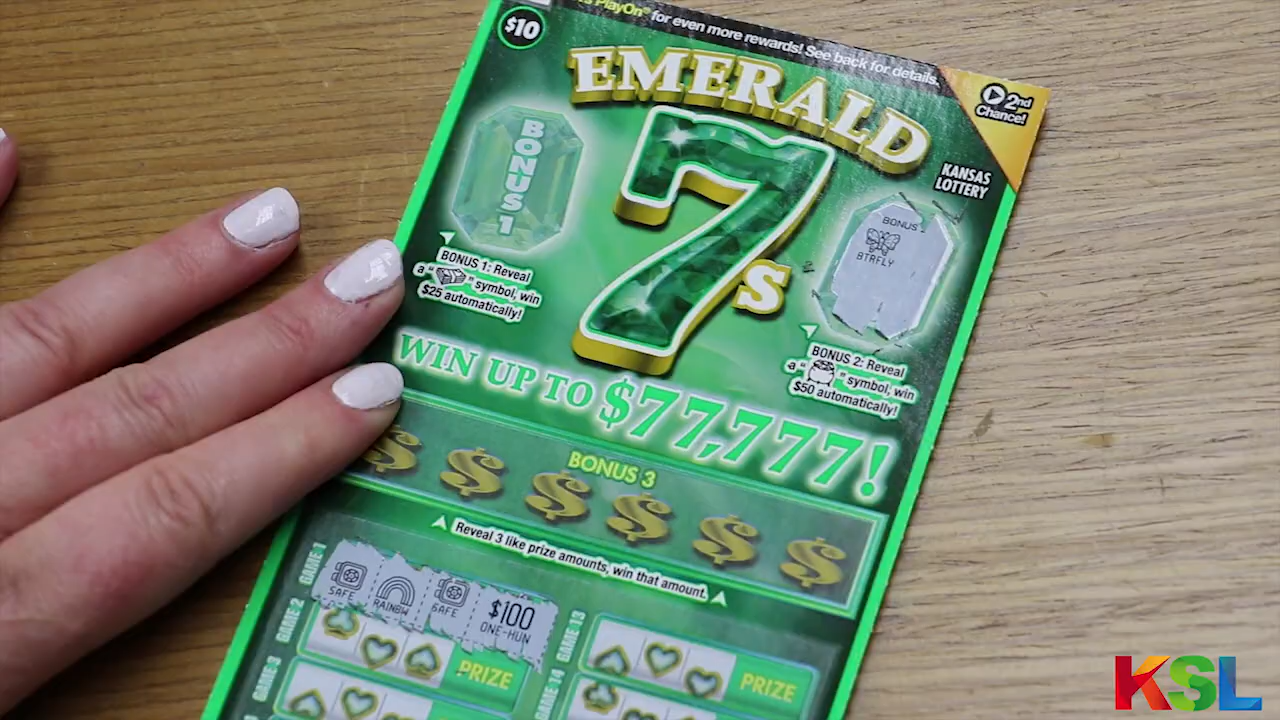 PlayOn® for even more rewards! See back for details.
$10
EMERALD
2nd
Chance!
KANSAS
LOTTERY
BONUS 1
7s
BONUS
BTRFLY
BONUS 1: Reveal
a " " symbol, win
$25 automatically!
BONUS 2: Reveal
a " " symbol, win
$50 automatically!
WIN UP TO $77,777!
BONUS 3
$ $ $ $ $ $
Reveal 3 like prize amounts, win that amount.
GAME 1
SAFE
RAINBW
SAFE
$100
ONE-HUN
GAME 2
PRIZE
GAME 3
GAME 13
PRIZE
GAME 14
KSL